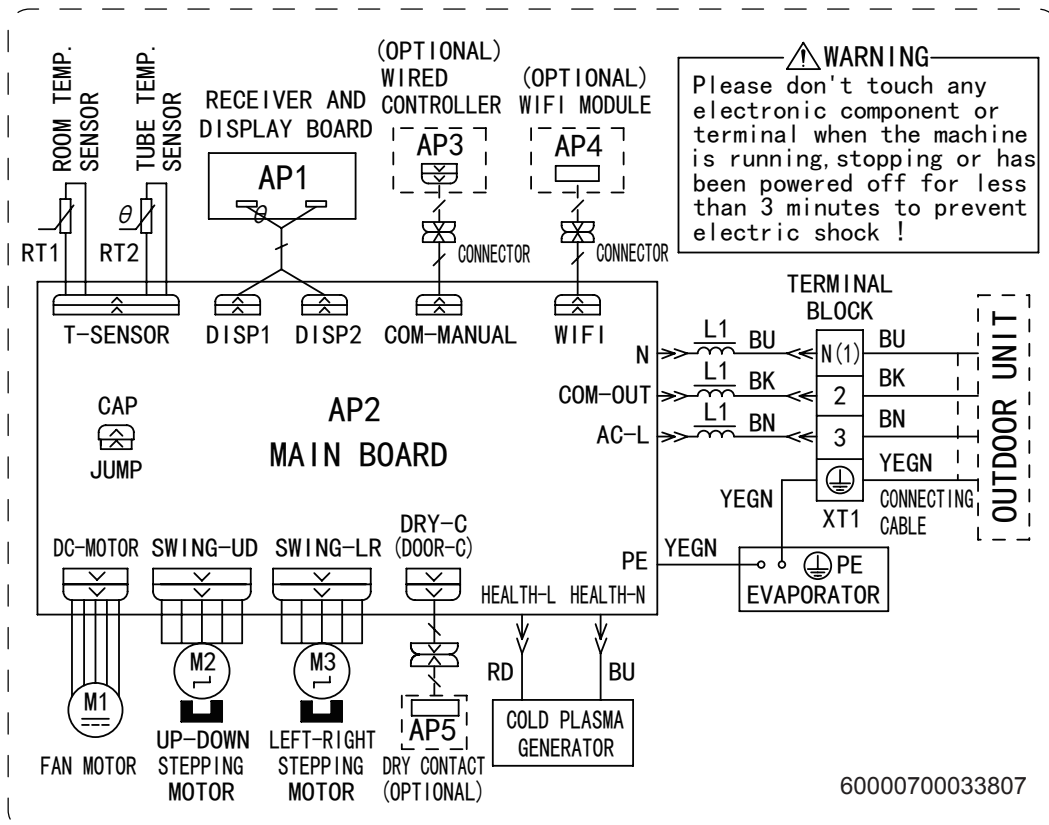 ROOM TEMP.
SENSOR
TUBE TEMP.
SENSOR
RECEIVER AND
DISPLAY BOARD
(OPTIONAL)
WIRED
CONTROLLER
(OPTIONAL)
WIFI MODULE
WARNING
Please don't touch any
electronic component or
terminal when the machine
is running, stopping or has
been powered off for less
than 3 minutes to prevent
electric shock !
AP1
AP3
AP4
θ
θ
RT1
RT2
CONNECTOR
CONNECTOR
T-SENSOR
DISP1
DISP2
COM-MANUAL
WIFI
TERMINAL
BLOCK
N
L1
BU
N(1)
BU
COM-OUT
L1
BK
2
BK
AC-L
L1
BN
3
BN
YEGN
YEGN
XT1
CONNECTING
CABLE
OUTDOOR UNIT
CAP
JUMP
AP2
MAIN BOARD
DC-MOTOR
SWING-UD
SWING-LR
DRY-C
(DOOR-C)
PE
YEGN
PE
EVAPORATOR
HEALTH-L
HEALTH-N
RD
BU
M1
M2
M3
AP5
COLD PLASMA
GENERATOR
FAN MOTOR
UP-DOWN
STEPPING
MOTOR
LEFT-RIGHT
STEPPING
MOTOR
DRY CONTACT
(OPTIONAL)
60000700033807